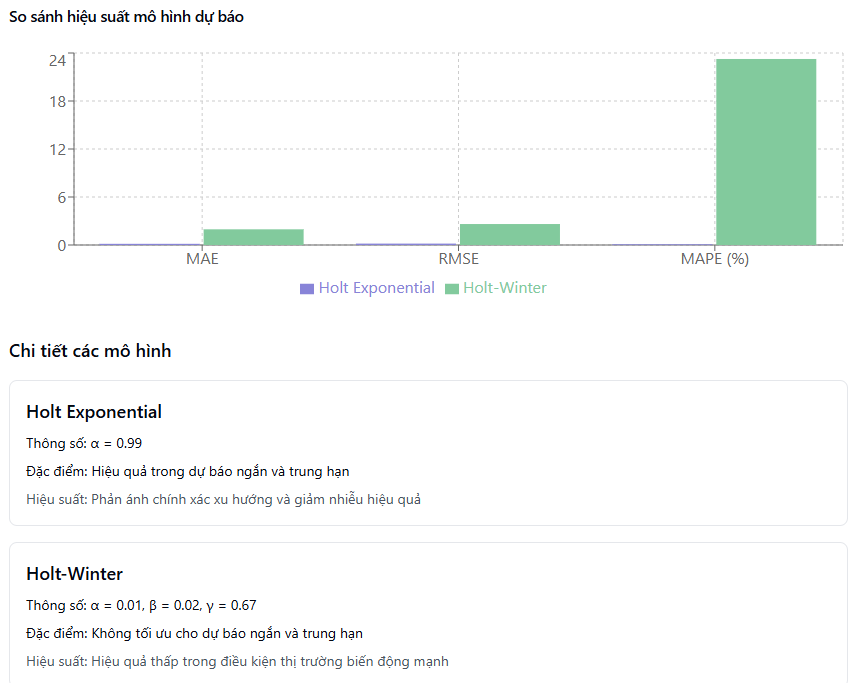 So sánh hiệu suất mô hình dự báo
24
18
12
6
0
MAE RMSE MAPE (%)
Holt Exponential Holt-Winter
Chi tiết các mô hình
Holt Exponential
Thông số: α = 0.99
Đặc điểm: Hiệu quả trong dự báo ngắn và trung hạn
Hiệu suất: Phản ánh chính xác xu hướng và giảm nhiễu hiệu quả
Holt-Winter
Thông số: α = 0.01, β = 0.02, γ = 0.67
Đặc điểm: Không tối ưu cho dự báo ngắn và trung hạn
Hiệu suất: Hiệu quả thấp trong điều kiện thị trường biến động mạnh